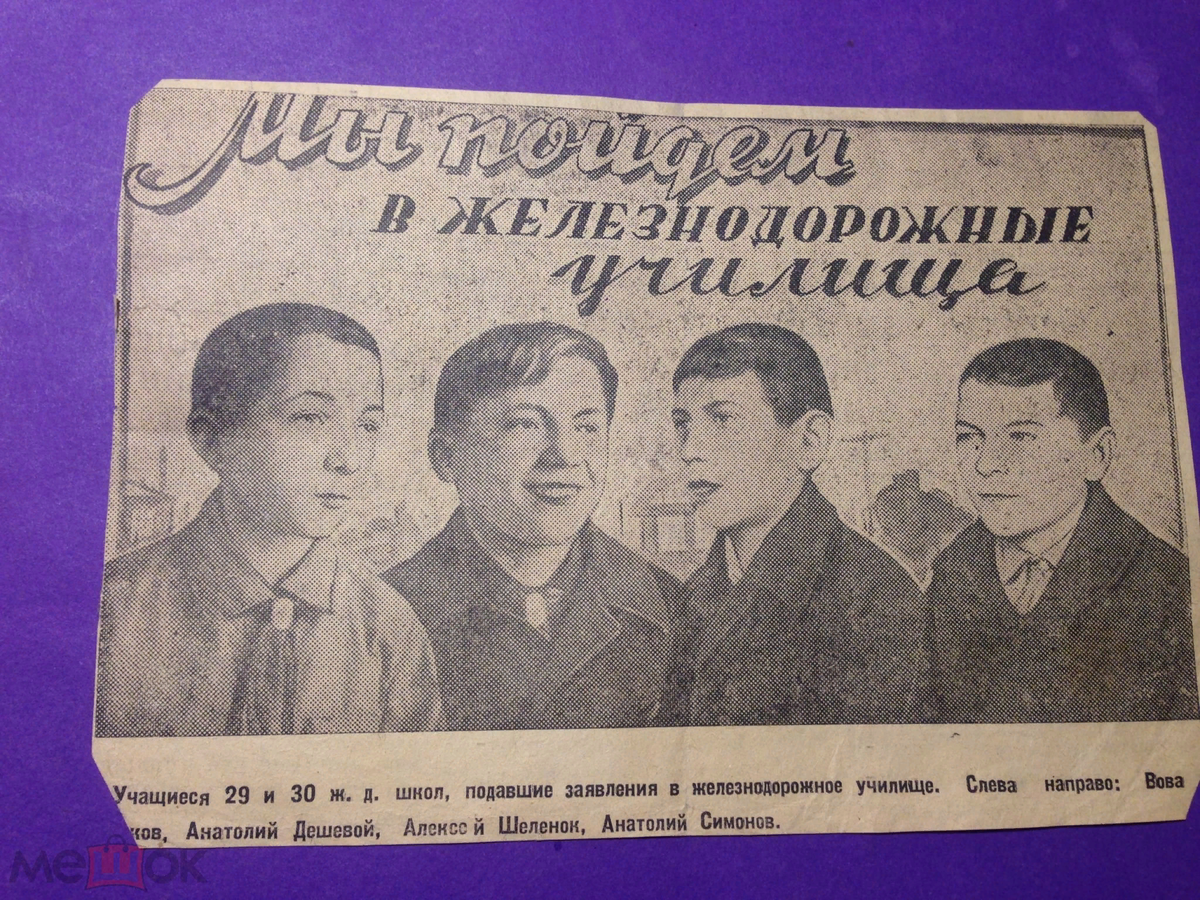 Мы пойдем
в железнодорожные
училища
Учащиеся 29 и 30 ж. д. школ, подавшие заявления в железнодорожное училище. Слева направо: Вова
ков, Анатолий Дешевой, Алексей Шеленок, Анатолий Симонов.
мешок